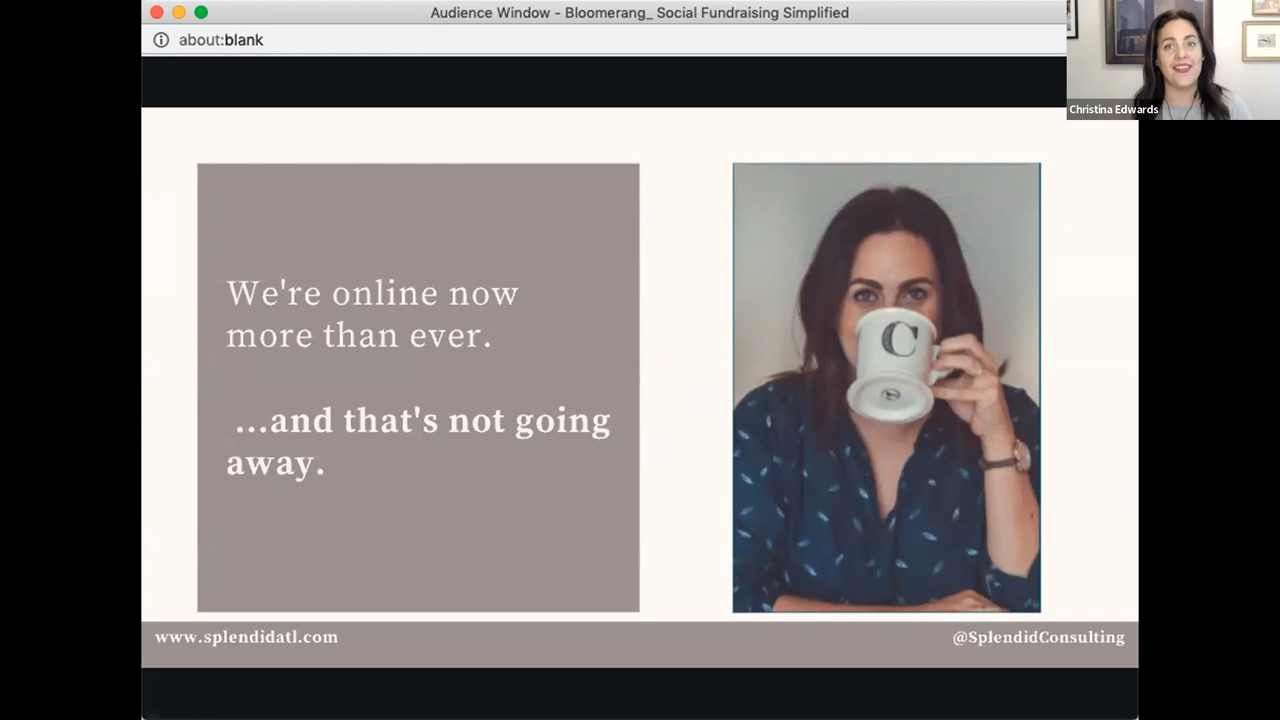 Audience Window - Bloomerang_ Social Fundraising Simplified
about:blank
Christina Edwards
We're online now
more than ever.
...and that's not going
away.
C
www.splendidatl.com
@SplendidConsulting